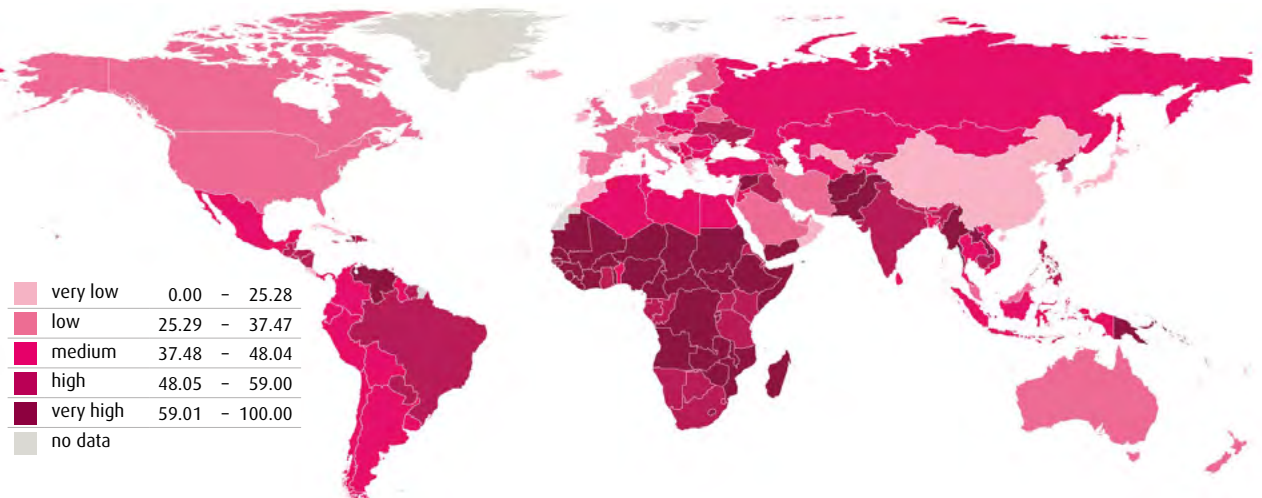 very low 0.00 – 25.28
low 25.29 – 37.47
medium 37.48 – 48.04
high 48.05 – 59.00
very high 59.01 – 100.00
no data